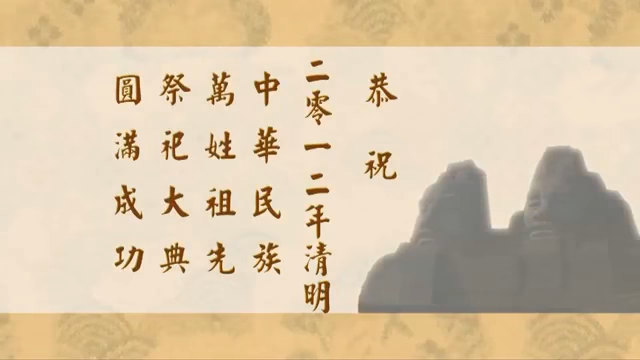 恭祝
二零一二年清明
中華民族
萬姓祖先
祭祀大典
圓滿成功